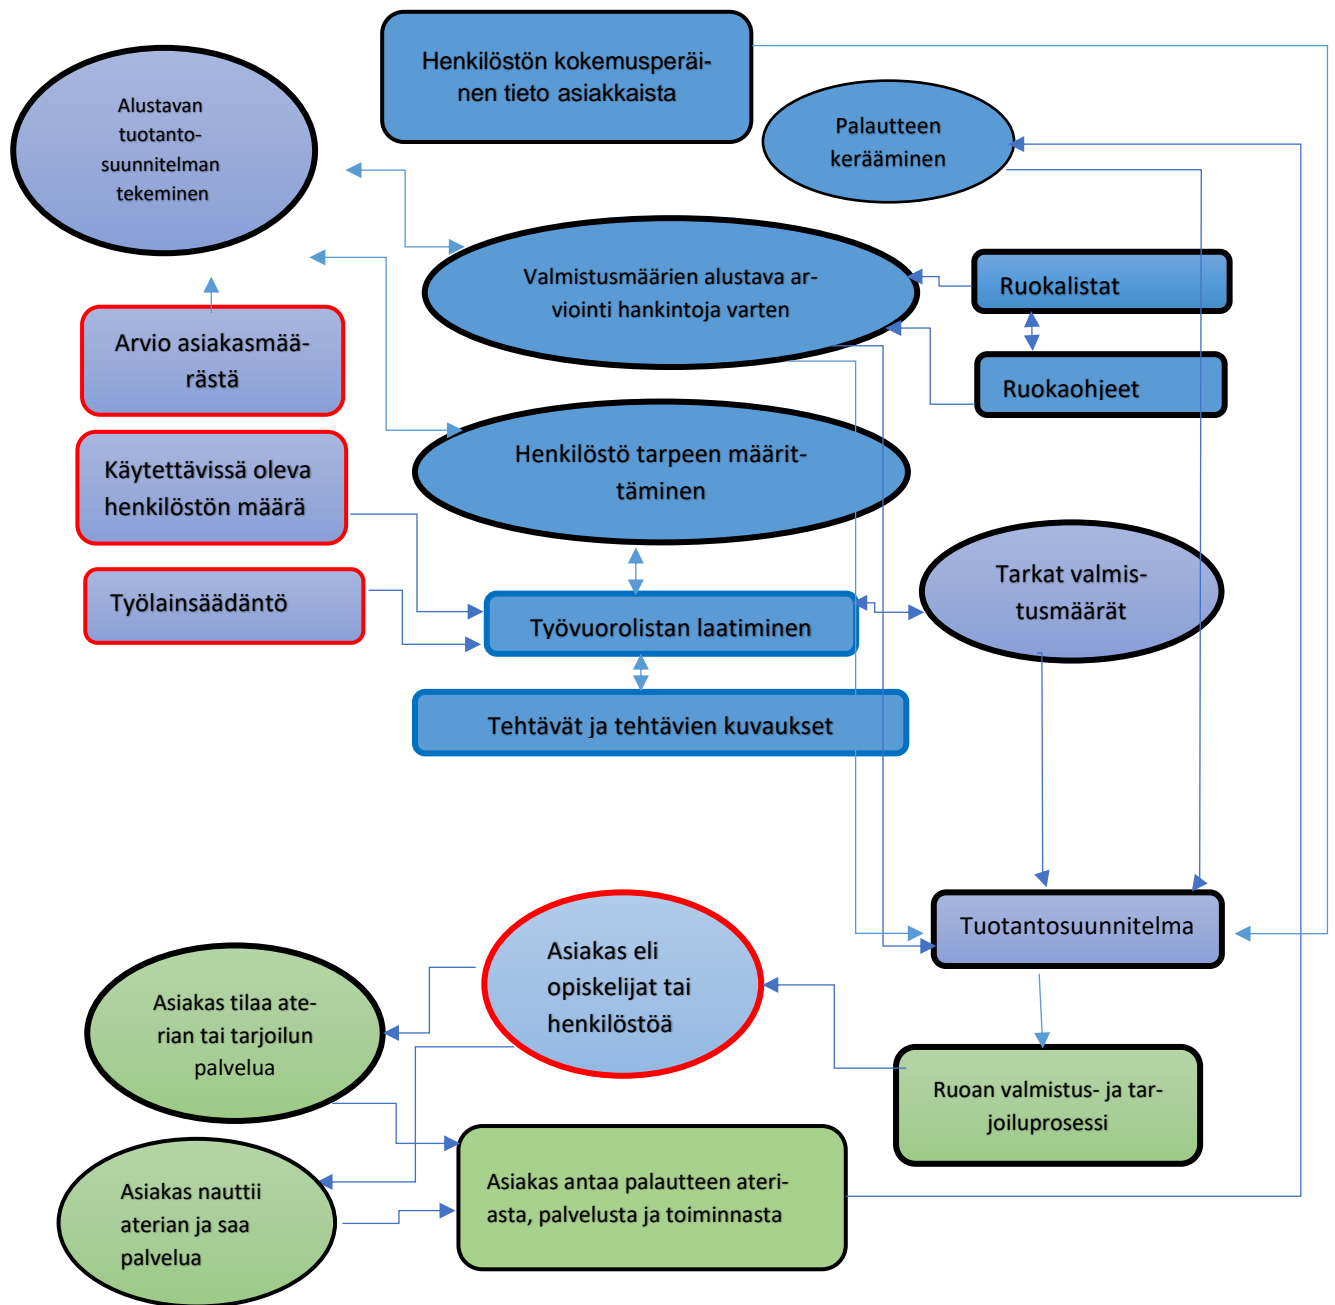 Henkilöstön kokemusperäi-
nen tieto asiakkaista
Alustavan
tuotanto-
suunnitelman
tekeminen
Palautteen
kerääminen
Valmistusmäärien alustava ar-
viointi hankintoja varten
Ruokalistat
Arvio asiakasmää-
rästä
Ruokaohjeet
Käytettävissä oleva
henkilöstön määrä
Henkilöstö tarpeen määrit-
täminen
Työlainsäädäntö
Työvuorolistan laatiminen
Tarkat valmis-
tusmäärät
Tehtävät ja tehtävien kuvaukset
Tuotantosuunnitelma
Asiakas eli
opiskelijat tai
henkilöstöä
Asiakas tilaa ate-
rian tai tarjoilun
palvelua
Ruoan valmistus- ja tar-
joiluprosessi
Asiakas nauttii
aterian ja saa
palvelua
Asiakas antaa palautteen ateri-
asta, palvelusta ja toiminnasta